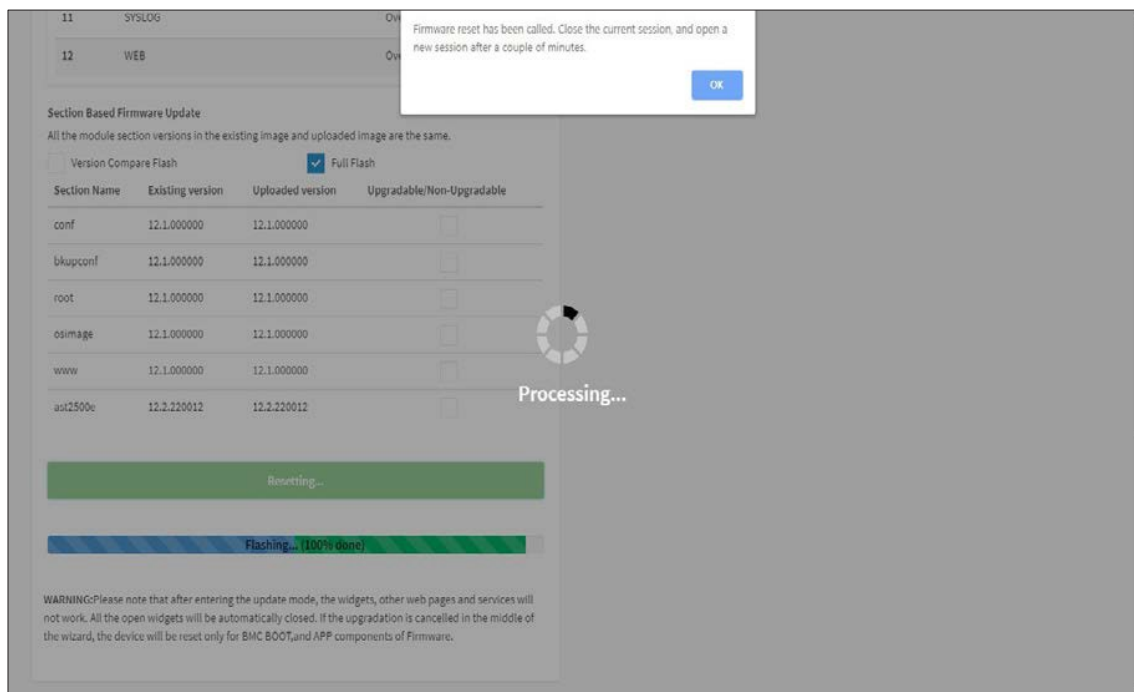 11 SYSLOG
12 WEB
Firmware reset has been called. Close the current session, and open a
new session after a couple of minutes.
OK
Section Based Firmware Update
All the module section versions in the existing image and uploaded image are the same.
Version Compare Flash Full Flash
Section Name Existing version Uploaded version Upgradable/Non-Upgradable
conf 12.1.000000 12.1.000000
bkupconf 12.1.000000 12.1.000000
root 12.1.000000 12.1.000000
osimage 12.1.000000 12.1.000000
www 12.1.000000 12.1.000000
ast2500e 12.2.220012 12.2.220012
Processing...
Resetting...
Flashing... (100% done)
WARNING:Please note that after entering the update mode, the widgets, other web pages and services will
not work. All the open widgets will be automatically closed. If the upgradation is cancelled in the middle of
the wizard, the device will be reset only for BMC BOOT,and APP components of Firmware.